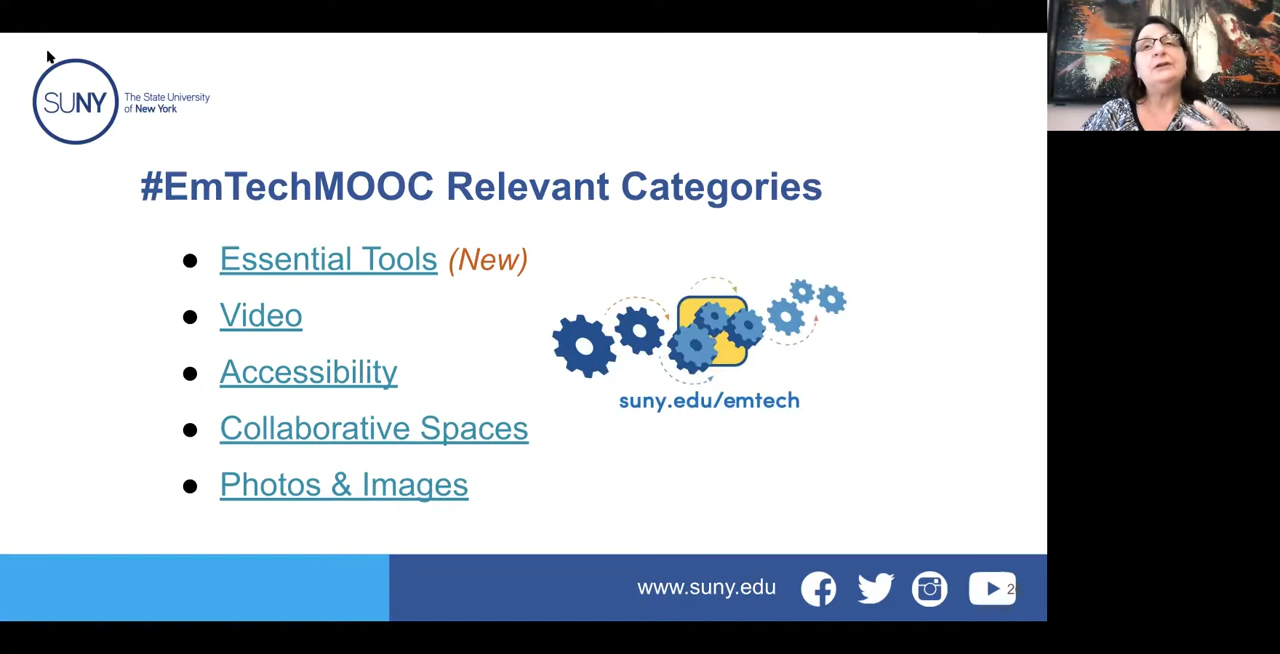 SUNY
The State University
of New York
#EmTechMOOC Relevant Categories
● Essential Tools (New)
● Video
● Accessibility
● Collaborative Spaces
● Photos & Images
suny.edu/emtech
www.suny.edu